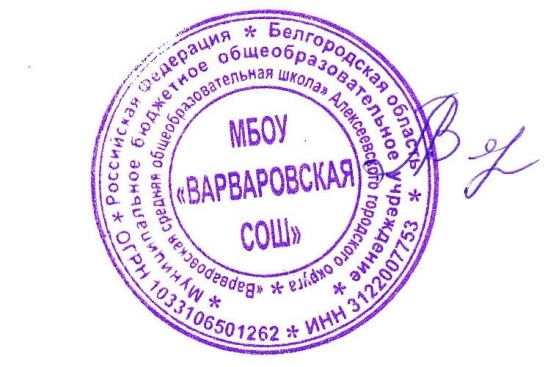 * Российская Федерация * Белгородская область * ИНН 3122007753 * ОГРН 1033106501262
* Муниципальное бюджетное общеобразовательное учреждение *
* «Варваровская средняя общеобразовательная школа» Алексеевского городского округа
МБОУ
«ВАРВАРОВСКАЯ
СОШ»